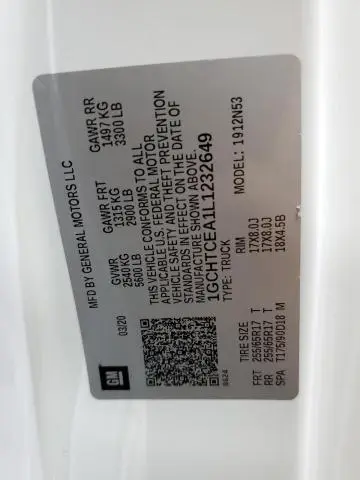 GM
MFD BY GENERAL MOTORS LLC
03/20
GVWR
2540 KG
5600 LB
GAWR FRT
1315 KG
2900 LB
GAWR RR
1497 KG
3300 LB
THIS VEHICLE CONFORMS TO ALL
APPLICABLE U.S. FEDERAL MOTOR
VEHICLE SAFETY AND THEFT PREVENTION
STANDARDS IN EFFECT ON THE DATE OF
MANUFACTURE SHOWN ABOVE.
1GCHTCEA1L1232649
TYPE: TRUCK
MODEL: 1912N53
8624
TIRE SIZE RIM
FRT 255/65R17 T 17X8.0J
RR 255/65R17 T 17X8.0J
SPA T175/90D18 M 18X4.5B